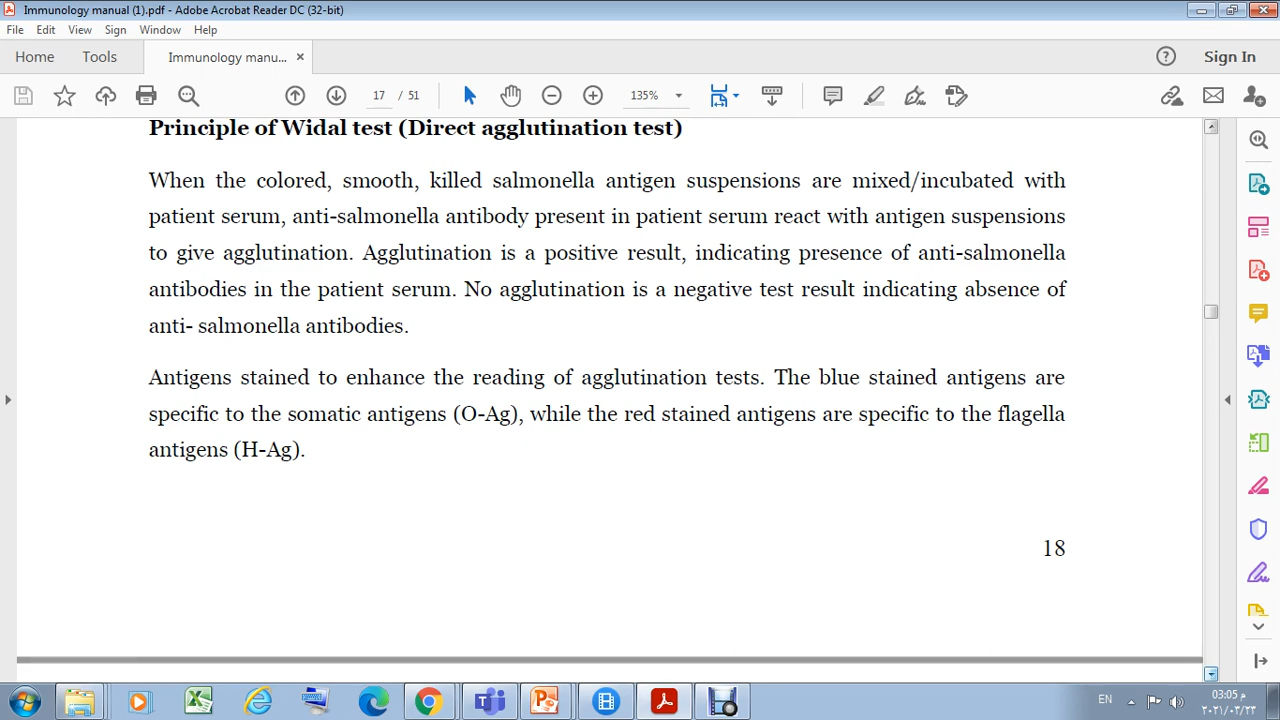 Immunology manual (1).pdf - Adobe Acrobat Reader DC (32-bit)
File Edit View Sign Window Help
Home Tools Immunology manu... × Sign In
17 / 51 135%
Principle of Widal test (Direct agglutination test)
When the colored, smooth, killed salmonella antigen suspensions are mixed/incubated with
patient serum, anti-salmonella antibody present in patient serum react with antigen suspensions
to give agglutination. Agglutination is a positive result, indicating presence of anti-salmonella
antibodies in the patient serum. No agglutination is a negative test result indicating absence of
anti- salmonella antibodies.
Antigens stained to enhance the reading of agglutination tests. The blue stained antigens are
specific to the somatic antigens (O-Ag), while the red stained antigens are specific to the flagella
antigens (H-Ag).
18
EN
03:05 م
٢٠٢١/٠٣/٢٣